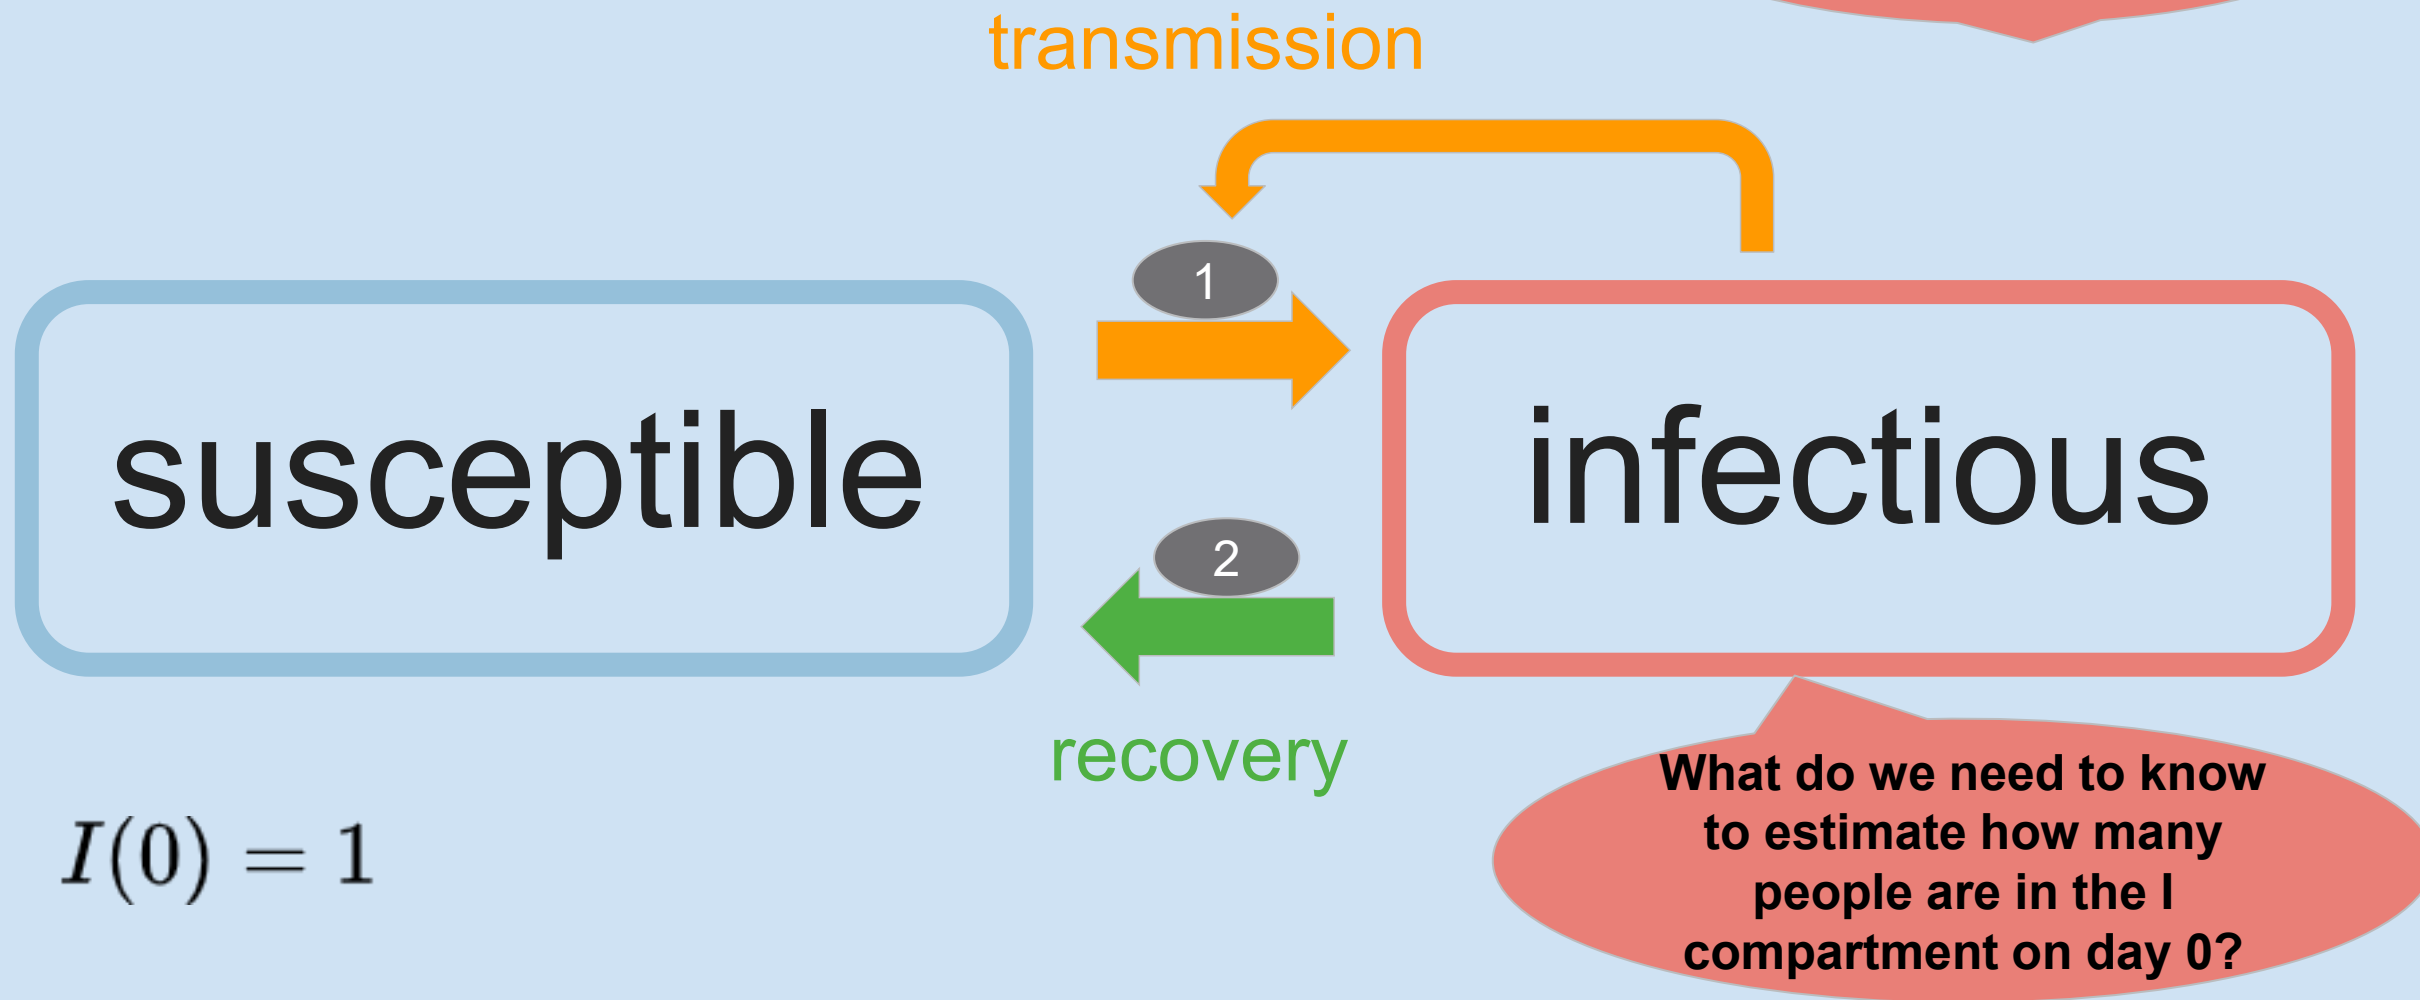 transmission
1
susceptible
infectious
2
recovery
I(0) = 1
What do we need to know
to estimate how many
people are in the I
compartment on day 0?